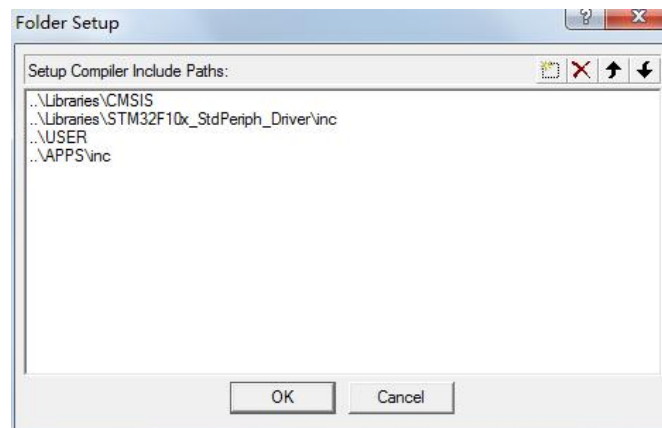 Folder Setup
?
Setup Compiler Include Paths:
..\Libraries\CMSIS
..\Libraries\STM32F10x_StdPeriph_Driver\inc
..\USER
..\APPS\inc
OK Cancel